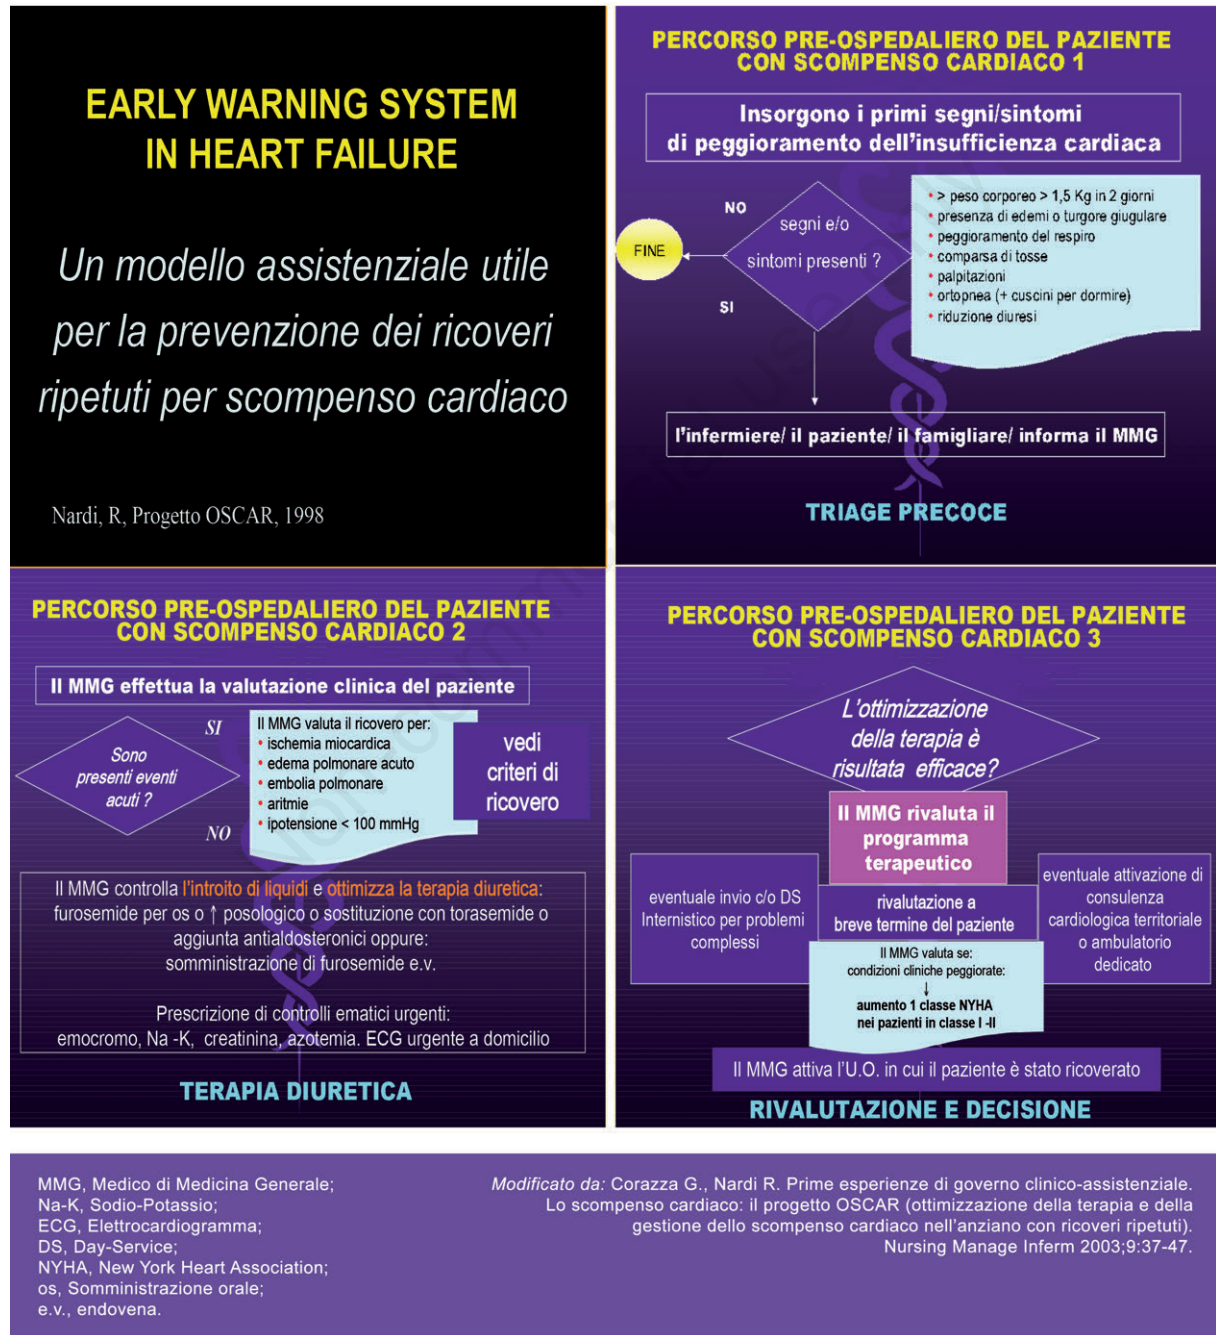 EARLY WARNING SYSTEM
IN HEART FAILURE
Un modello assistenziale utile
per la prevenzione dei ricoveri
ripetuti per scompenso cardiaco
Nardi, R, Progetto OSCAR, 1998
PERCORSO PRE-OSPEDALIERO DEL PAZIENTE
CON SCOMPENSO CARDIACO 1
Insorgono i primi segni/sintomi
di peggioramento dell'insufficienza cardiaca
NO
FINE
segni e/o
sintomi presenti ?
SI
• > peso corporeo > 1,5 Kg in 2 giorni
• presenza di edemi o turgore giugulare
• peggioramento del respiro
• comparsa di tosse
• palpitazioni
• ortopnea (+ cuscini per dormire)
• riduzione diuresi
l'infermiere/ il paziente/ il famigliare/ informa il MMG
TRIAGE PRECOCE
PERCORSO PRE-OSPEDALIERO DEL PAZIENTE
CON SCOMPENSO CARDIACO 2
Il MMG effettua la valutazione clinica del paziente
Sono
presenti eventi
acuti ?
SI
NO
Il MMG valuta il ricovero per:
• ischemia miocardica
• edema polmonare acuto
• embolia polmonare
• aritmie
• ipotensione < 100 mmHg
vedi
criteri di
ricovero
Il MMG controlla l'introito di liquidi e ottimizza la terapia diuretica:
furosemide per os o ↑ posologico o sostituzione con torasemide o
aggiunta antialdosteronici oppure:
somministrazione di furosemide e.v.
Prescrizione di controlli ematici urgenti:
emocromo, Na -K, creatinina, azotemia. ECG urgente a domicilio
TERAPIA DIURETICA
PERCORSO PRE-OSPEDALIERO DEL PAZIENTE
CON SCOMPENSO CARDIACO 3
L'ottimizzazione
della terapia è
risultata efficace?
Il MMG rivaluta il
programma
terapeutico
eventuale invio c/o DS
Internistico per problemi
complessi
rivalutazione a
breve termine del paziente
eventuale attivazione di
consulenza
cardiologica territoriale
o ambulatorio
dedicato
Il MMG valuta se:
condizioni cliniche peggiorate:
↓
aumento 1 classe NYHA
nei pazienti in classe I -II
Il MMG attiva l'U.O. in cui il paziente è stato ricoverato
RIVALUTAZIONE E DECISIONE
MMG, Medico di Medicina Generale;
Na-K, Sodio-Potassio;
ECG, Elettrocardiogramma;
DS, Day-Service;
NYHA, New York Heart Association;
os, Somministrazione orale;
e.v., endovena.
Modificato da: Corazza G., Nardi R. Prime esperienze di governo clinico-assistenziale.
Lo scompenso cardiaco: il progetto OSCAR (ottimizzazione della terapia e della
gestione dello scompenso cardiaco nell'anziano con ricoveri ripetuti).
Nursing Manage Inferm 2003;9:37-47.